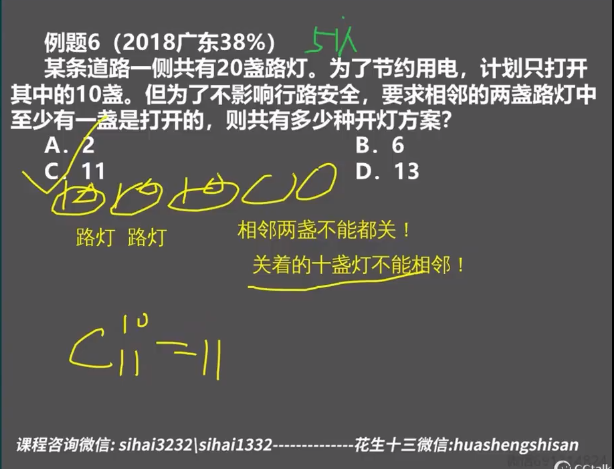 例题6（2018广东38%） 51人
某条道路一侧共有20盏路灯。为了节约用电，计划只打开
其中的10盏。但为了不影响行路安全，要求相邻的两盏路灯中
至少有一盏是打开的，则共有多少种开灯方案？
A．2 B．6
C．11 D．13
路灯 路灯 相邻两盏不能都关！
关着的十盏灯不能相邻！
C 10 11 =11
课程咨询微信: sihai3232\sihai1332-------------花生十三微信:huashengshisan